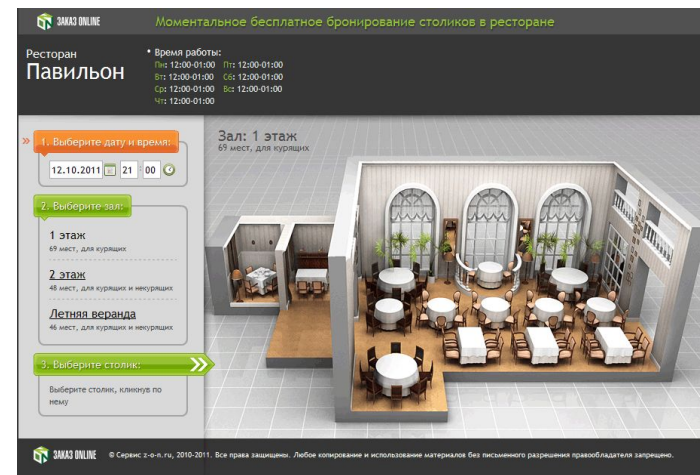 ЗАКАЗ ONLINE
Моментальное бесплатное бронирование столиков в ресторане
Ресторан
Павильон
• Время работы:
Пн: 12:00-01:00 Пт: 12:00-01:00
Вт: 12:00-01:00 Сб: 12:00-01:00
Ср: 12:00-01:00 Вс: 12:00-01:00
Чт: 12:00-01:00
» 1. Выберите дату и время:
12.10.2011 21 : 00
2. Выберите зал:
1 этаж
69 мест, для курящих
2 этаж
48 мест, для курящих и некурящих
Летняя веранда
46 мест, для курящих и некурящих
3. Выберите столик:
Выберите столик, кликнув по
нему
Зал: 1 этаж
69 мест, для курящих
ЗАКАЗ ONLINE
© Сервис z-o-n.ru, 2010-2011. Все права защищены. Любое копирование и использование материалов без письменного разрешения правообладателя запрещено.